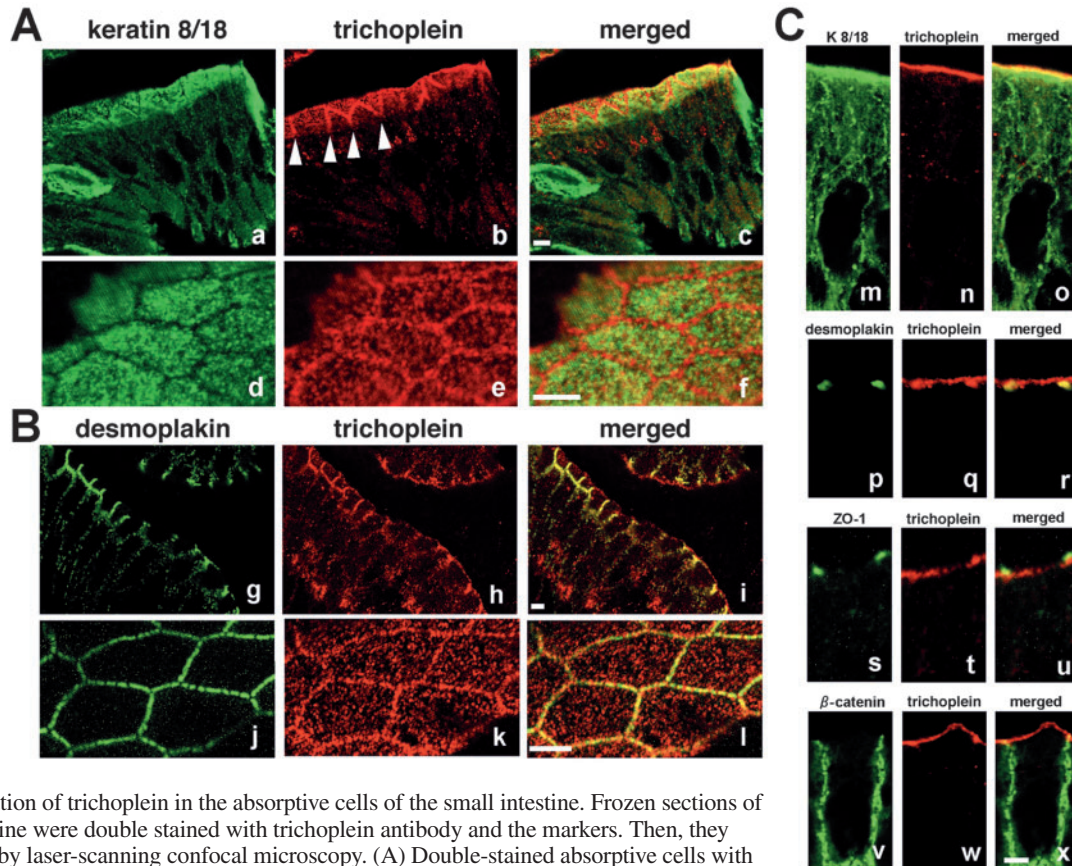 A
keratin 8/18 trichoplein merged
a b c
d e f
B
desmoplakin trichoplein merged
g h i
j k l
C
K 8/18 trichoplein merged
m n o
desmoplakin trichoplein merged
p q r
ZO-1 trichoplein merged
s t u
β-catenin trichoplein merged
v w x
tion of trichoplein in the absorptive cells of the small intestine. Frozen sections of
ine were double stained with trichoplein antibody and the markers. Then, they
by laser-scanning confocal microscopy. (A) Double-stained absorptive cells with